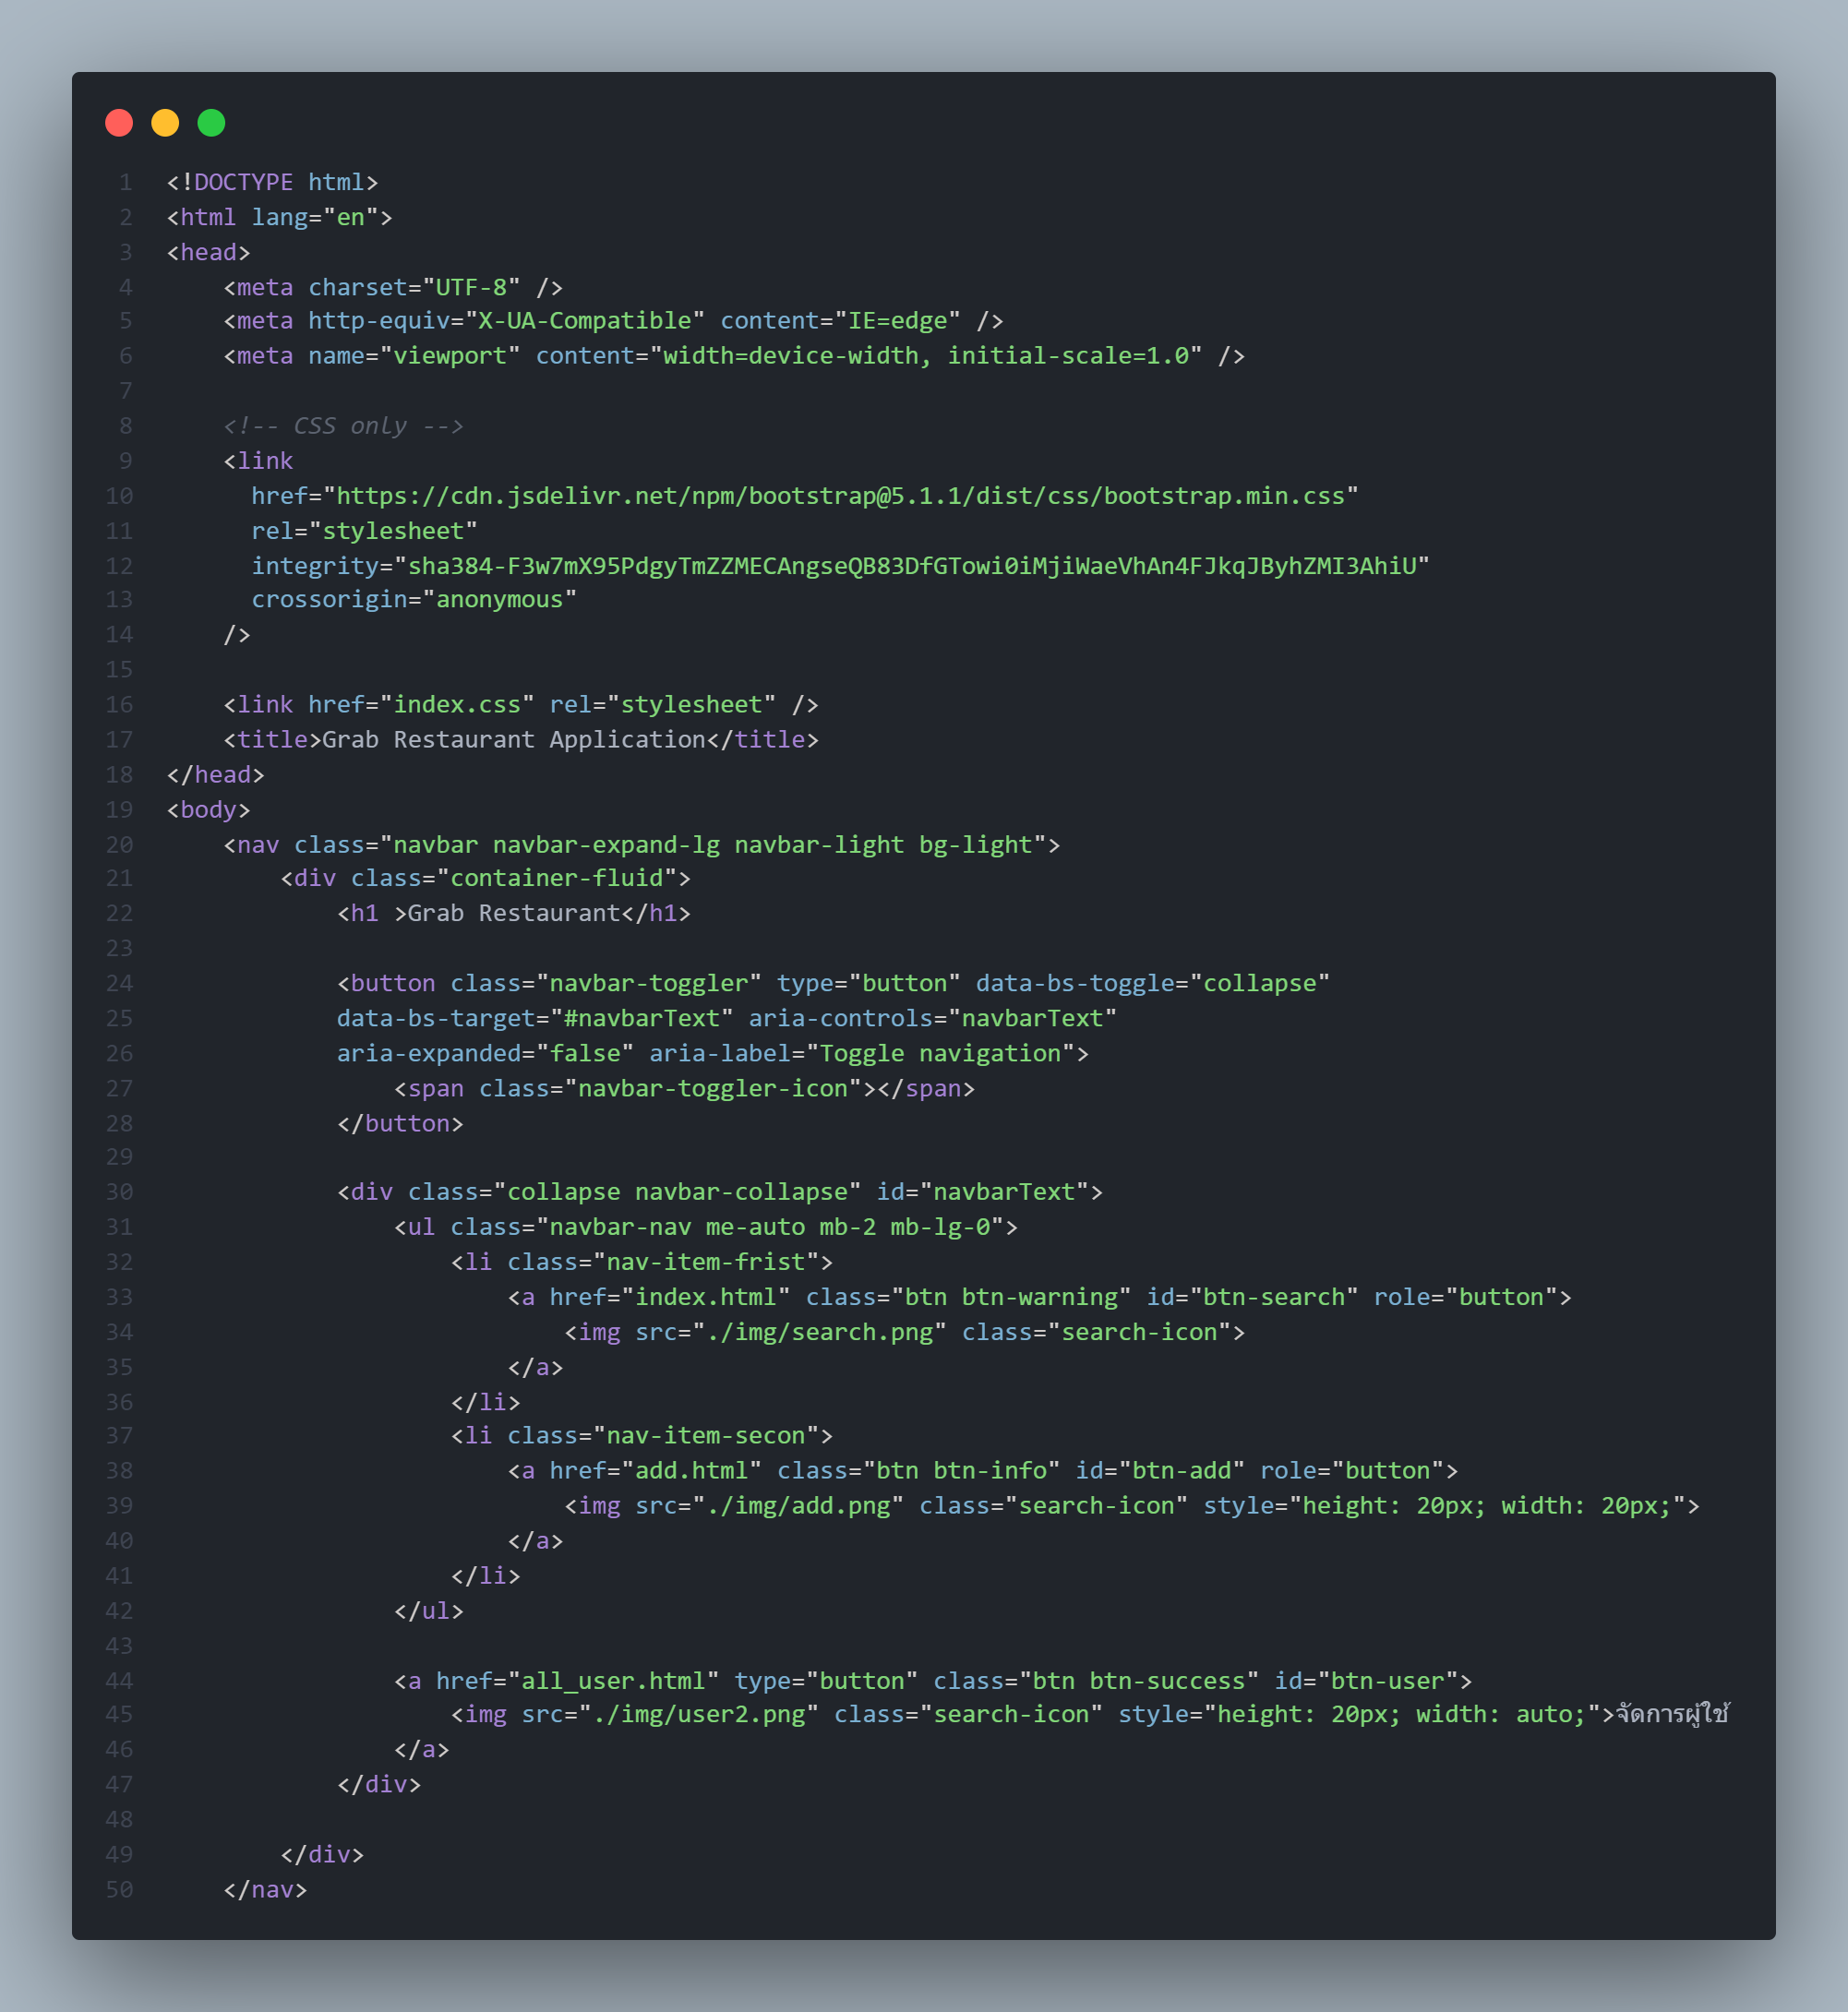 1 <!DOCTYPE html>
2 <html lang="en">
3 <head>
4     <meta charset="UTF-8" />
5     <meta http-equiv="X-UA-Compatible" content="IE=edge" />
6     <meta name="viewport" content="width=device-width, initial-scale=1.0" />
7
8     <!-- CSS only -->
9     <link
10       href="https://cdn.jsdelivr.net/npm/bootstrap@5.1.1/dist/css/bootstrap.min.css"
11       rel="stylesheet"
12       integrity="sha384-F3w7mX95PdgyTmZZMECAngseQB83DfGTowi0iMjiWaeVhAn4FJkqJByhZMI3AhiU"
13       crossorigin="anonymous"
14     />
15
16     <link href="index.css" rel="stylesheet" />
17     <title>Grab Restaurant Application</title>
18 </head>
19 <body>
20     <nav class="navbar navbar-expand-lg navbar-light bg-light">
21         <div class="container-fluid">
22             <h1 >Grab Restaurant</h1>
23
24             <button class="navbar-toggler" type="button" data-bs-toggle="collapse"
25             data-bs-target="#navbarText" aria-controls="navbarText"
26             aria-expanded="false" aria-label="Toggle navigation">
27                 <span class="navbar-toggler-icon"></span>
28             </button>
29
30             <div class="collapse navbar-collapse" id="navbarText">
31                 <ul class="navbar-nav me-auto mb-2 mb-lg-0">
32                     <li class="nav-item-frist">
33                         <a href="index.html" class="btn btn-warning" id="btn-search" role="button">
34                             <img src="./img/search.png" class="search-icon">
35                         </a>
36                     </li>
37                     <li class="nav-item-secon">
38                         <a href="add.html" class="btn btn-info" id="btn-add" role="button">
39                             <img src="./img/add.png" class="search-icon" style="height: 20px; width: 20px;">
40                         </a>
41                     </li>
42                 </ul>
43
44                 <a href="all_user.html" type="button" class="btn btn-success" id="btn-user">
45                     <img src="./img/user2.png" class="search-icon" style="height: 20px; width: auto;">จัดการผู้ใช้
46                 </a>
47             </div>
48
49         </div>
50     </nav>